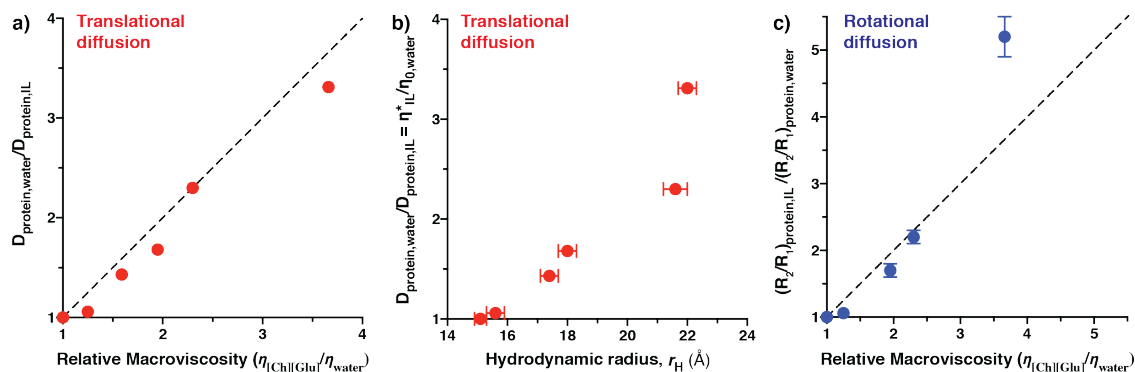 a)
Translational
diffusion
D_protein,water/D_protein,IL
4
3
2
1
1
2
3
4
Relative Macroviscosity (η_[Ch][Glu]/η_water)
b)
Translational
diffusion
D_protein,water/D_protein,IL = η*_IL/η_0,water
4
3
2
1
14
16
18
20
22
24
Hydrodynamic radius, r_H (Å)
c)
Rotational
diffusion
(R_2/R_1)_protein,IL /(R_2/R_1)_protein,water
5
4
3
2
1
1
2
3
4
5
Relative Macroviscosity (η_[Ch][Glu]/η_water)